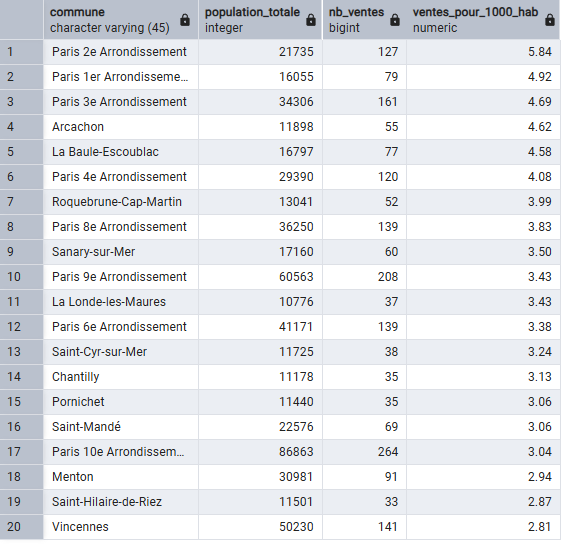 commune population_totale nb_ventes ventes_pour_1000_hab
character varying (45) integer bigint numeric
1 Paris 2e Arrondissement 21735 127 5.84
2 Paris 1er Arrondisseme... 16055 79 4.92
3 Paris 3e Arrondissement 34306 161 4.69
4 Arcachon 11898 55 4.62
5 La Baule-Escoublac 16797 77 4.58
6 Paris 4e Arrondissement 29390 120 4.08
7 Roquebrune-Cap-Martin 13041 52 3.99
8 Paris 8e Arrondissement 36250 139 3.83
9 Sanary-sur-Mer 17160 60 3.50
10 Paris 9e Arrondissement 60563 208 3.43
11 La Londe-les-Maures 10776 37 3.43
12 Paris 6e Arrondissement 41171 139 3.38
13 Saint-Cyr-sur-Mer 11725 38 3.24
14 Chantilly 11178 35 3.13
15 Pornichet 11440 35 3.06
16 Saint-Mandé 22576 69 3.06
17 Paris 10e Arrondissem... 86863 264 3.04
18 Menton 30981 91 2.94
19 Saint-Hilaire-de-Riez 11501 33 2.87
20 Vincennes 50230 141 2.81